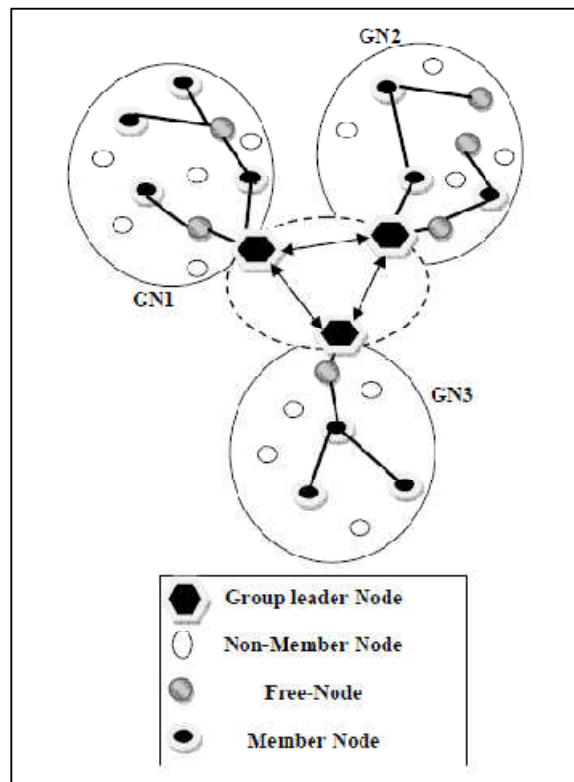 GN2
GN1
GN3
Group leader Node
Non-Member Node
Free-Node
Member Node